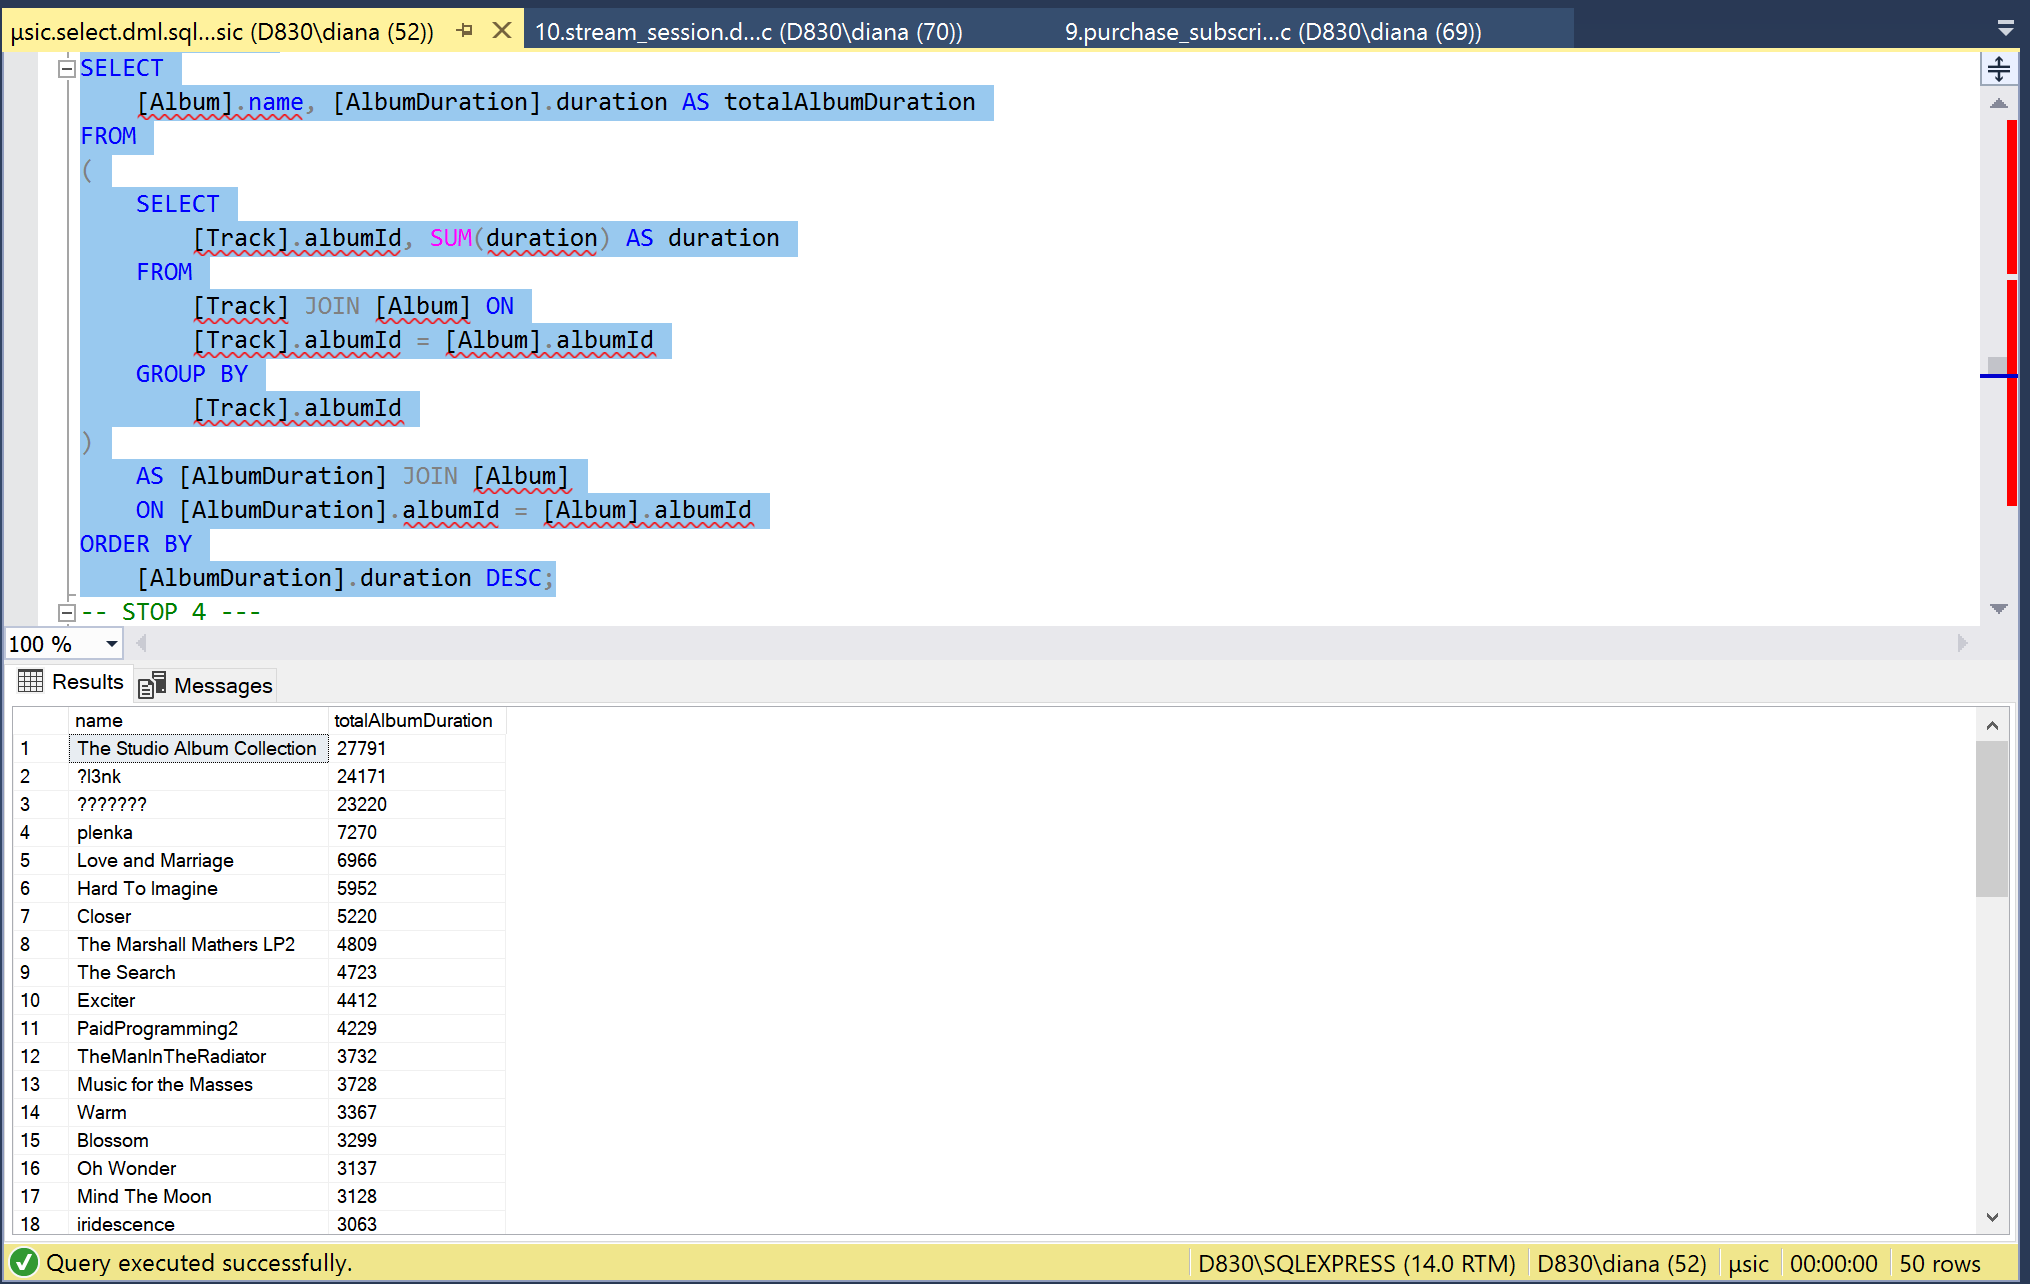 µsic.select.dml.sql...sic (D830\diana (52))
10.stream_session.d...c (D830\diana (70))
9.purchase_subscri...c (D830\diana (69))
SELECT
[Album].name, [AlbumDuration].duration AS totalAlbumDuration
FROM
(
SELECT
[Track].albumId, SUM(duration) AS duration
FROM
[Track] JOIN [Album] ON
[Track].albumId = [Album].albumId
GROUP BY
[Track].albumId
)
AS [AlbumDuration] JOIN [Album]
ON [AlbumDuration].albumId = [Album].albumId
ORDER BY
[AlbumDuration].duration DESC;
-- STOP 4 ---
100 %
Results
Messages
name totalAlbumDuration
1 The Studio Album Collection 27791
2 ?l3nk 24171
3 ??????? 23220
4 plenka 7270
5 Love and Marriage 6966
6 Hard To Imagine 5952
7 Closer 5220
8 The Marshall Mathers LP2 4809
9 The Search 4723
10 Exciter 4412
11 PaidProgramming2 4229
12 TheManInTheRadiator 3732
13 Music for the Masses 3728
14 Warm 3367
15 Blossom 3299
16 Oh Wonder 3137
17 Mind The Moon 3128
18 iridescence 3063
Query executed successfully.
D830\SQLEXPRESS (14.0 RTM)
D830\diana (52)
µsic
00:00:00
50 rows